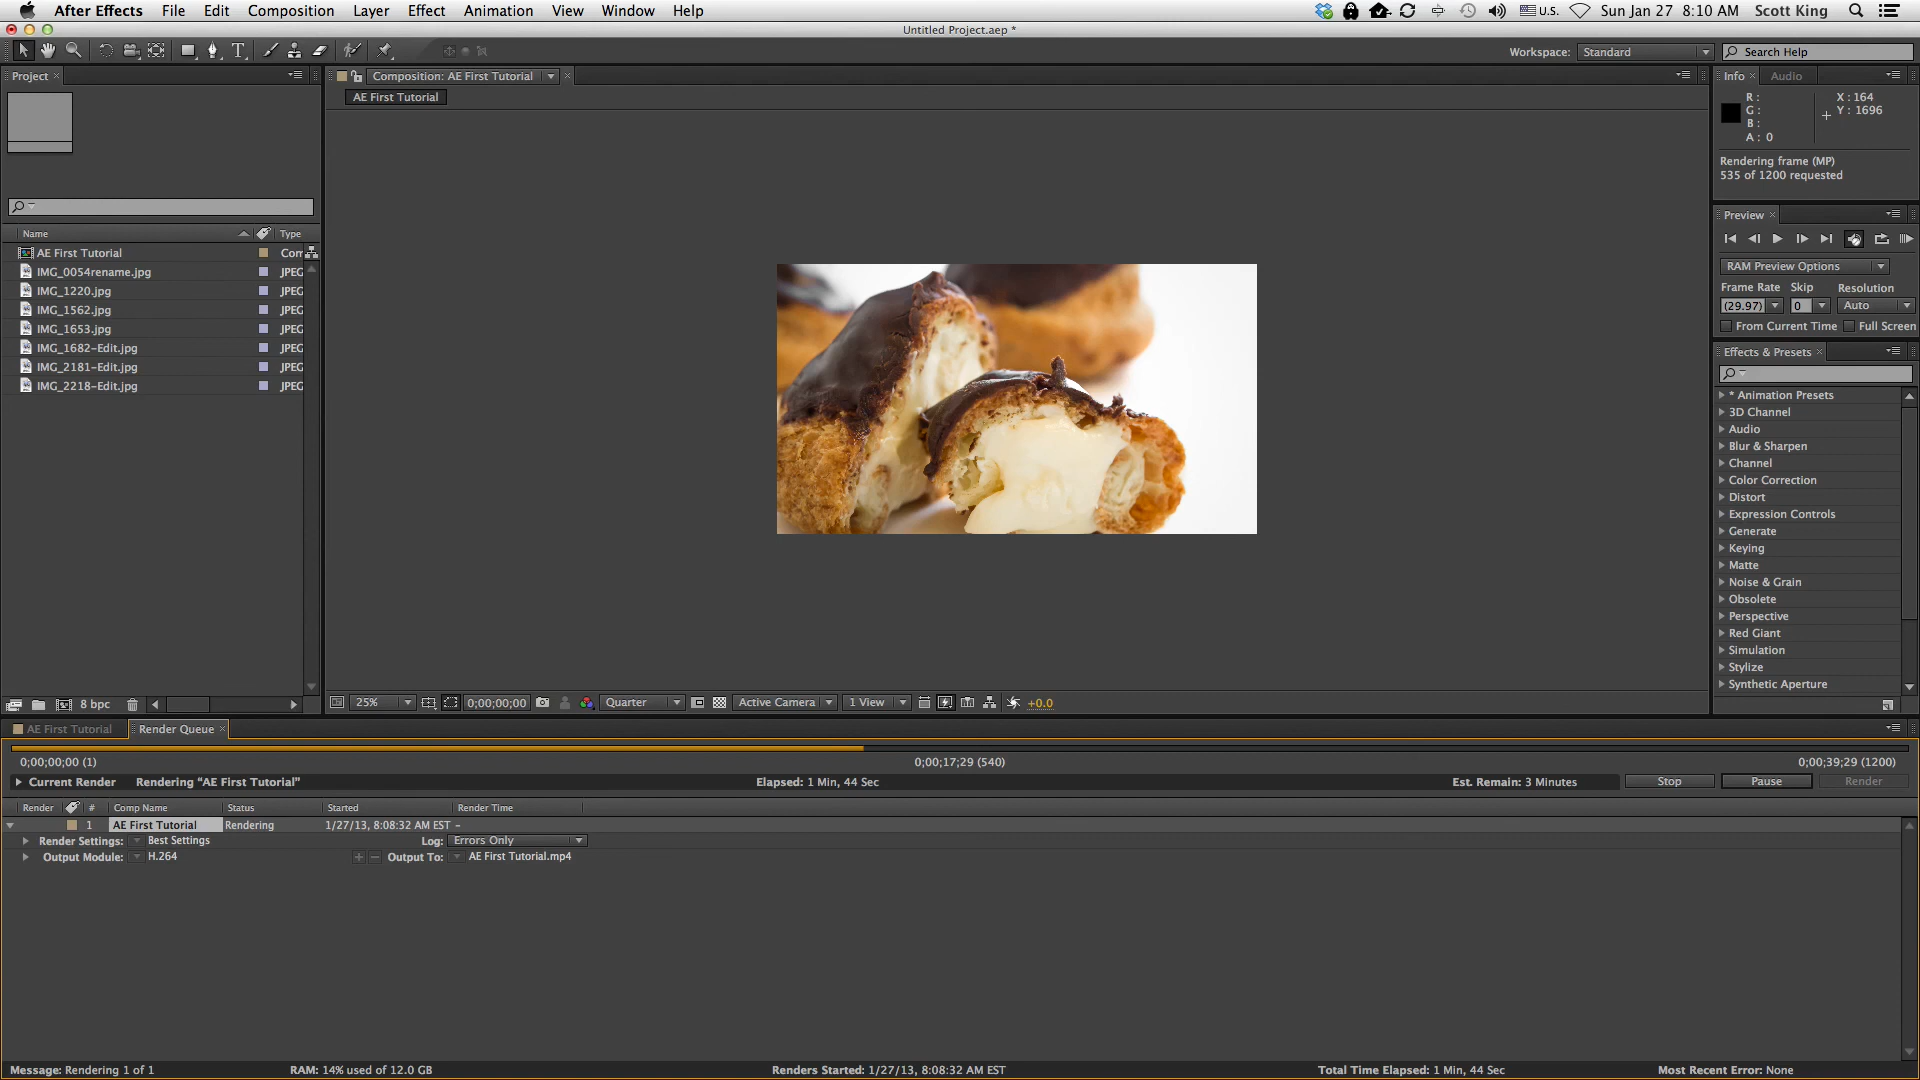 After Effects File Edit Composition Layer Effect Animation View Window Help U.S. Sun Jan 27 8:10 AM Scott King
Untitled Project.aep *
Workspace: Standard Search Help
Project
Composition: AE First Tutorial
Info Audio
AE First Tutorial
R :
G :
B :
A : 0
X : 164
Y : 1696
Rendering frame (MP)
535 of 1200 requested
Preview
RAM Preview Options
Frame Rate Skip Resolution
(29.97) 0 Auto
From Current Time Full Screen
Effects & Presets
* Animation Presets
3D Channel
Audio
Blur & Sharpen
Channel
Color Correction
Distort
Expression Controls
Generate
Keying
Matte
Noise & Grain
Obsolete
Perspective
Red Giant
Simulation
Stylize
Synthetic Aperture
Name Type
AE First Tutorial Com
IMG_0054rename.jpg JPEG
IMG_1220.jpg JPEG
IMG_1562.jpg JPEG
IMG_1653.jpg JPEG
IMG_1682-Edit.jpg JPEG
IMG_2181-Edit.jpg JPEG
IMG_2218-Edit.jpg JPEG
8 bpc
25% 0;00;00;00 Quarter Active Camera 1 View +0.0
AE First Tutorial Render Queue
0;00;00;00 (1) 0;00;17;29 (540) 0;00;39;29 (1200)
Current Render Rendering “AE First Tutorial” Elapsed: 1 Min, 44 Sec Est. Remain: 3 Minutes Stop Pause Render
Render # Comp Name Status Started Render Time
1 AE First Tutorial Rendering 1/27/13, 8:08:32 AM EST –
Render Settings: Best Settings Log: Errors Only
Output Module: H.264 + – Output To: AE First Tutorial.mp4
Message: Rendering 1 of 1 RAM: 14% used of 12.0 GB Renders Started: 1/27/13, 8:08:32 AM EST Total Time Elapsed: 1 Min, 44 Sec Most Recent Error: None